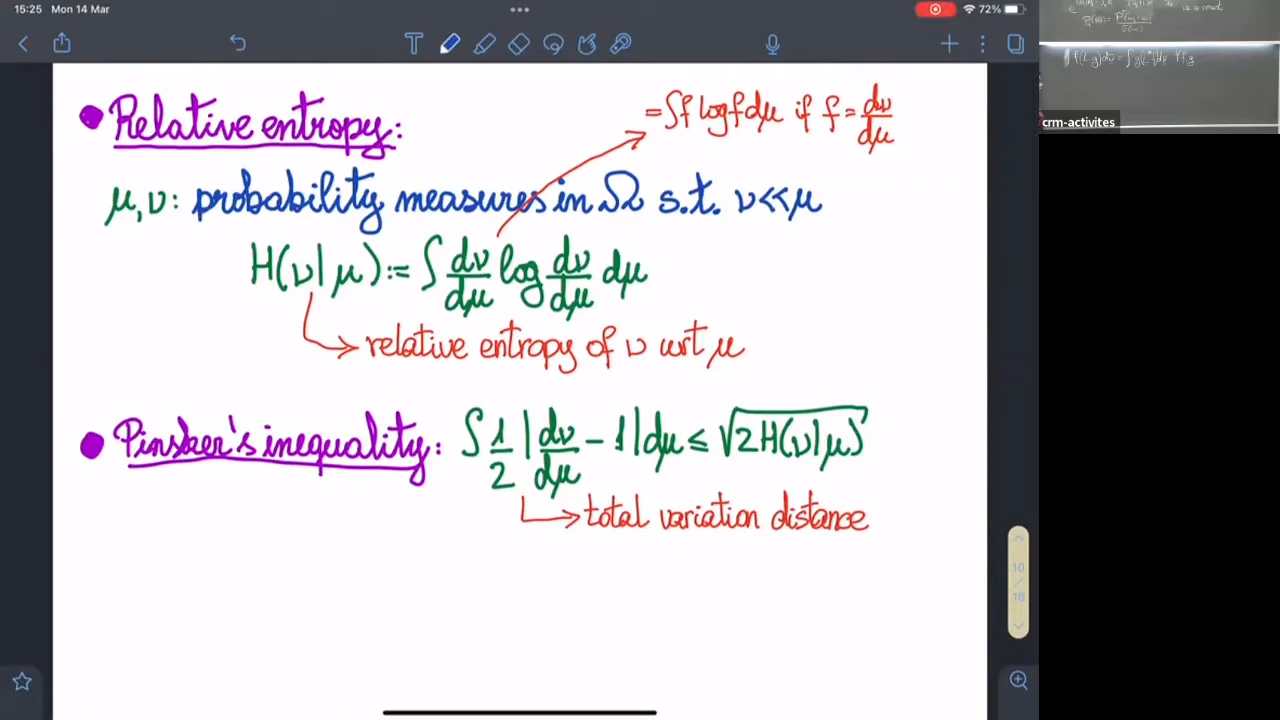 15:25 Mon 14 Mar
72%
= ∫f log f dμ if f = dν/dμ
Relative entropy:
μ, ν: probability measures in Ω s.t. ν<<μ
H(ν|μ) := ∫ dν/dμ log dν/dμ dμ
relative entropy of ν wrt μ
Pinsker's inequality: ∫ 1/2 | dν/dμ - 1 | dμ ≤ √2H(ν|μ)
total variation distance
10
/
16
crm-activites